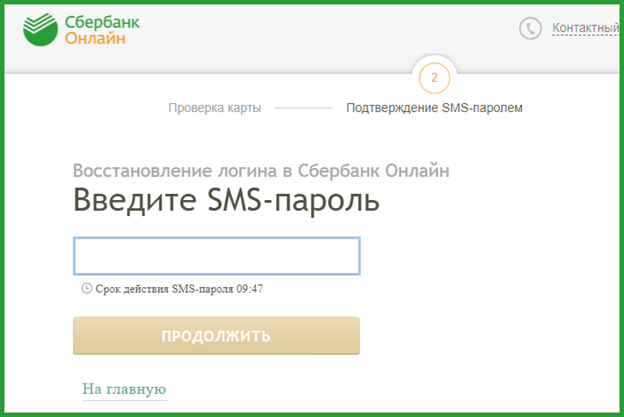 Сбербанк
Онлайн
Контактный
2
Проверка карты
Подтверждение SMS-паролем
Восстановление логина в Сбербанк Онлайн
Введите SMS-пароль
Срок действия SMS-пароля 09:47
ПРОДОЛЖИТЬ
На главную